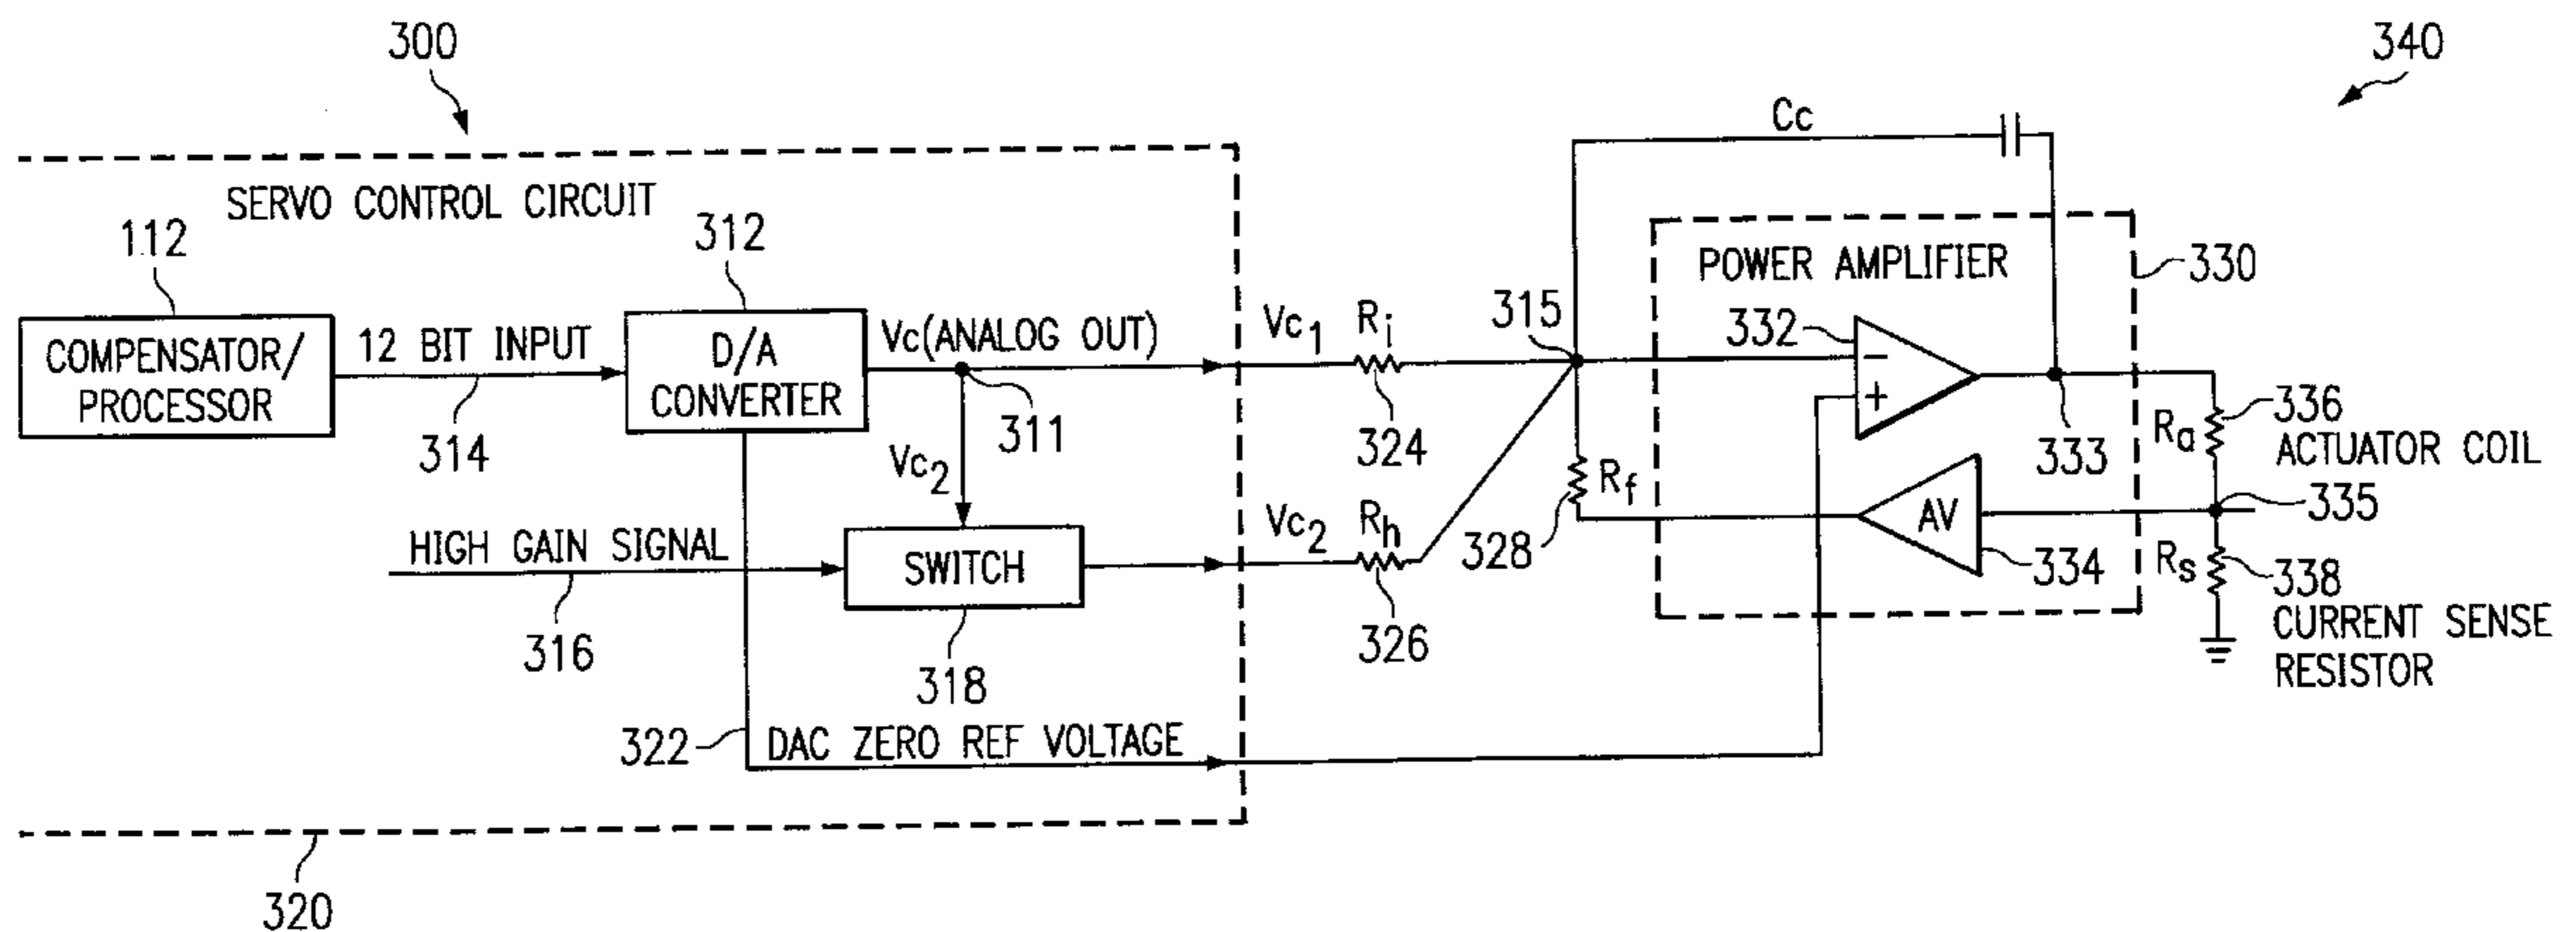 300
340
Cc
SERVO CONTROL CIRCUIT
112
312
POWER AMPLIFIER
330
COMPENSATOR/
PROCESSOR
12 BIT INPUT
314
D/A
CONVERTER
Vc(ANALOG OUT)
311
Vc2
Vc1
Ri
324
315
332
−
+
333
Ra
336
ACTUATOR COIL
335
Rf
328
AV
334
Rs
338
CURRENT SENSE
RESISTOR
HIGH GAIN SIGNAL
316
SWITCH
318
Vc2
Rh
326
322
DAC ZERO REF VOLTAGE
320